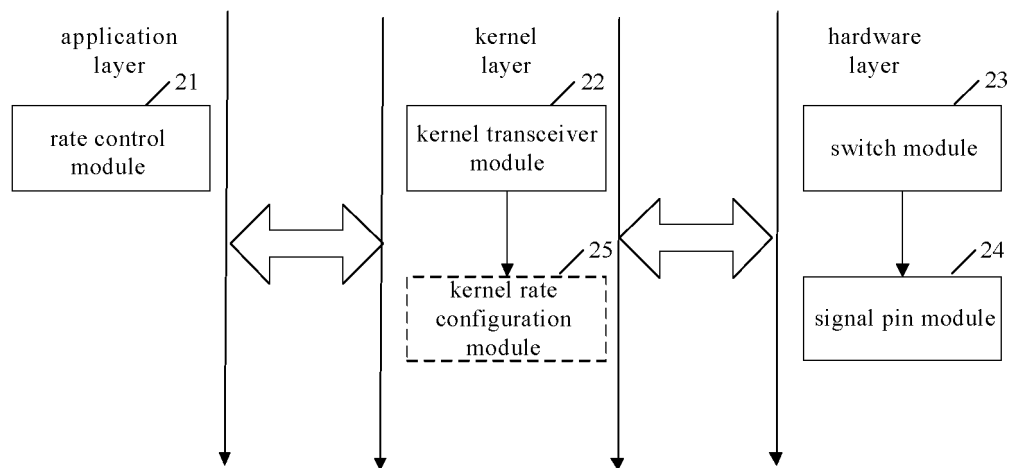 application
layer
21
rate control
module
kernel
layer
22
kernel transceiver
module
25
kernel rate
configuration
module
hardware
layer
23
switch module
24
signal pin module